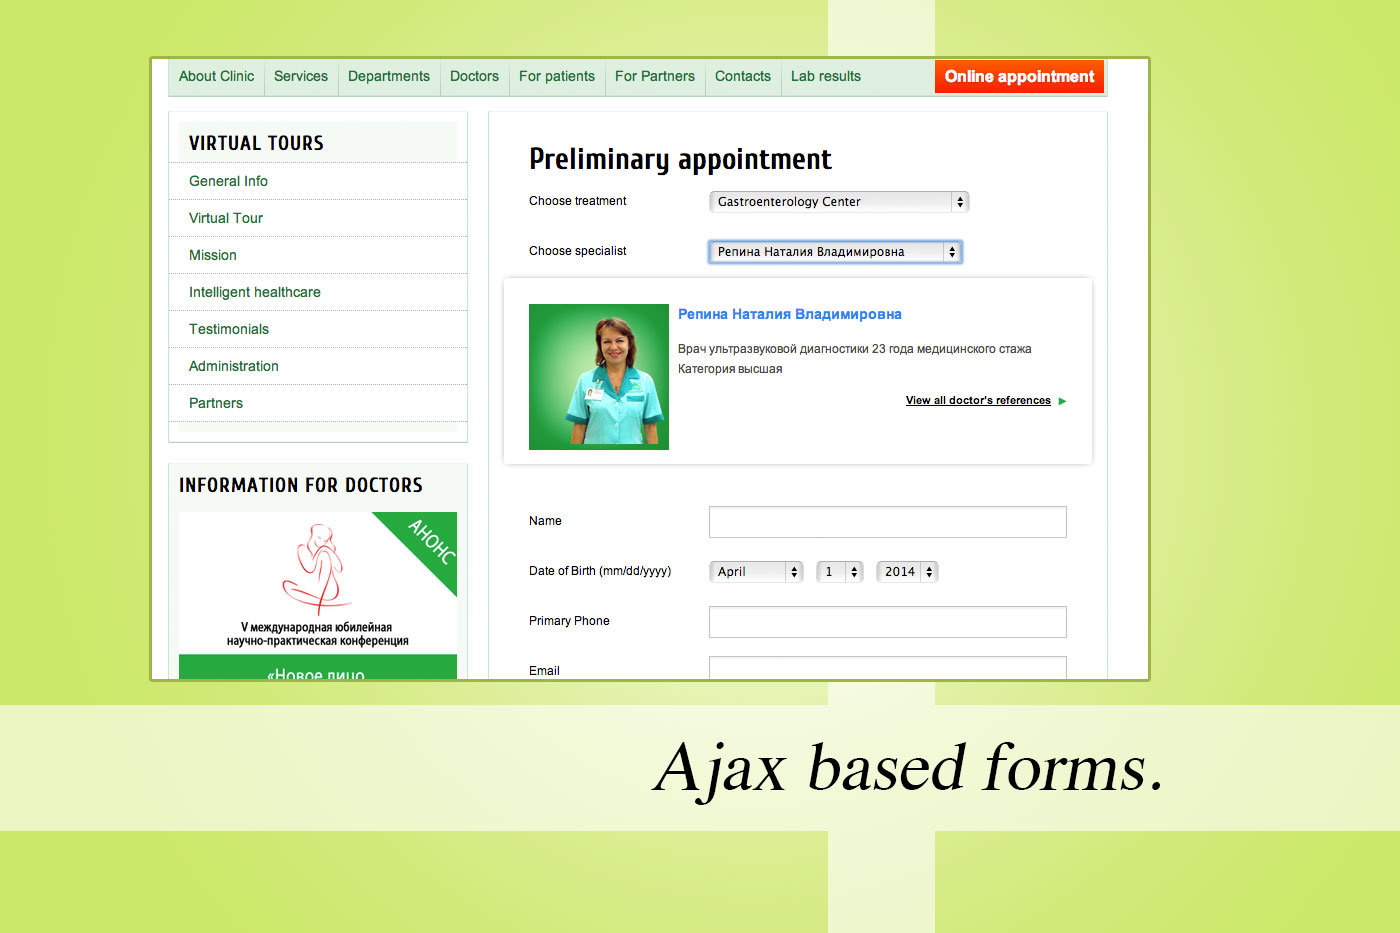 About Clinic Services Departments Doctors For patients For Partners Contacts Lab results Online appointment
VIRTUAL TOURS
General Info
Virtual Tour
Mission
Intelligent healthcare
Testimonials
Administration
Partners
INFORMATION FOR DOCTORS
АНОНС
V международная юбилейная
научно-практическая конференция
«Новое лицо
Preliminary appointment
Choose treatment Gastroenterology Center
Choose specialist Репина Наталия Владимировна
Репина Наталия Владимировна
Врач ультразвуковой диагностики 23 года медицинского стажа
Категория высшая
View all doctor's references
Name
Date of Birth (mm/dd/yyyy) April 1 2014
Primary Phone
Email
Ajax based forms.